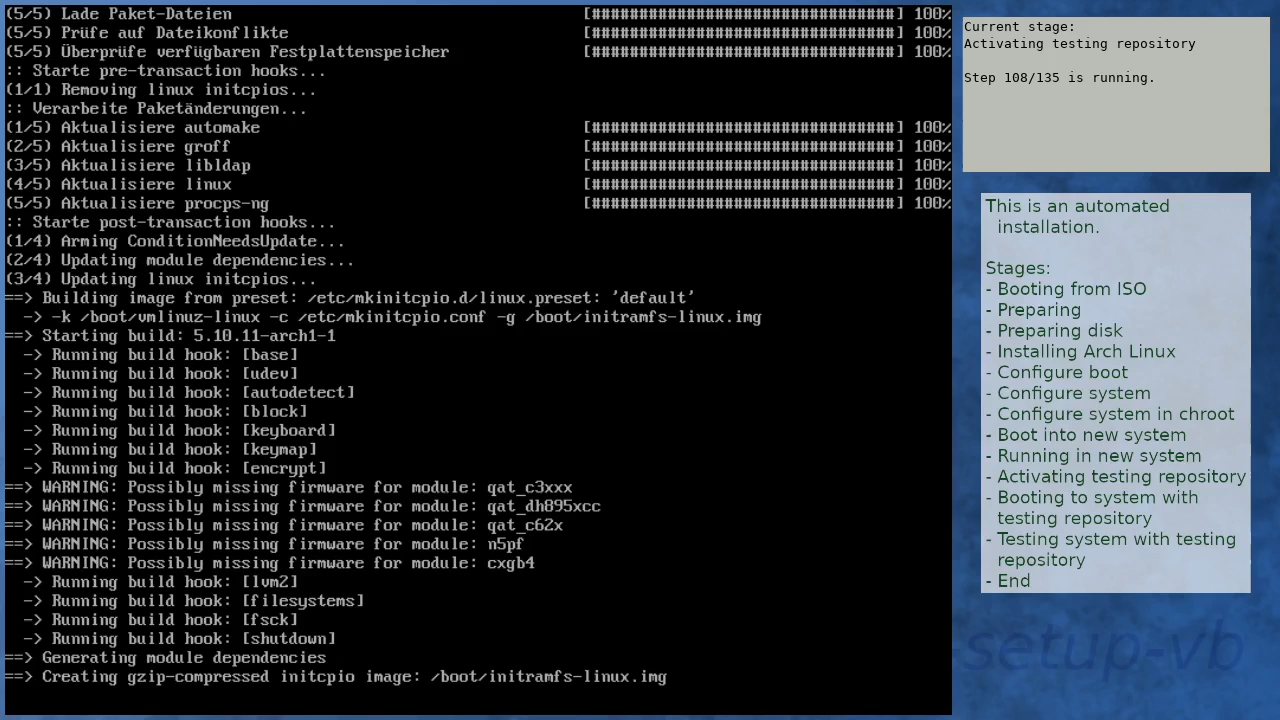 (5/5) Lade Paket-Dateien [################################] 100%
(5/5) Prüfe auf Dateikonflikte [################################] 100%
(5/5) Überprüfe verfügbaren Festplattenspeicher [################################] 100%
:: Starte pre-transaction hooks...
(1/1) Removing linux initcpios...
:: Verarbeite Paketänderungen...
(1/5) Aktualisiere automake [################################] 100%
(2/5) Aktualisiere groff [################################] 100%
(3/5) Aktualisiere libldap [################################] 100%
(4/5) Aktualisiere linux [################################] 100%
(5/5) Aktualisiere procps-ng [################################] 100%
:: Starte post-transaction hooks...
(1/4) Arming ConditionNeedsUpdate...
(2/4) Updating module dependencies...
(3/4) Updating linux initcpios...
==> Building image from preset: /etc/mkinitcpio.d/linux.preset: 'default'
-> -k /boot/vmlinuz-linux -c /etc/mkinitcpio.conf -g /boot/initramfs-linux.img
==> Starting build: 5.10.11-arch1-1
-> Running build hook: [base]
-> Running build hook: [udev]
-> Running build hook: [autodetect]
-> Running build hook: [block]
-> Running build hook: [keyboard]
-> Running build hook: [keymap]
-> Running build hook: [encrypt]
==> WARNING: Possibly missing firmware for module: qat_c3xxx
==> WARNING: Possibly missing firmware for module: qat_dh895xcc
==> WARNING: Possibly missing firmware for module: qat_c62x
==> WARNING: Possibly missing firmware for module: n5pf
==> WARNING: Possibly missing firmware for module: cxgb4
-> Running build hook: [lvm2]
-> Running build hook: [filesystems]
-> Running build hook: [fsck]
-> Running build hook: [shutdown]
==> Generating module dependencies
==> Creating gzip-compressed initcpio image: /boot/initramfs-linux.img
Current stage:
Activating testing repository
Step 108/135 is running.
This is an automated
installation.
Stages:
- Booting from ISO
- Preparing
- Preparing disk
- Installing Arch Linux
- Configure boot
- Configure system
- Configure system in chroot
- Boot into new system
- Running in new system
- Activating testing repository
- Booting to system with
testing repository
- Testing system with testing
repository
- End
-setup-vb